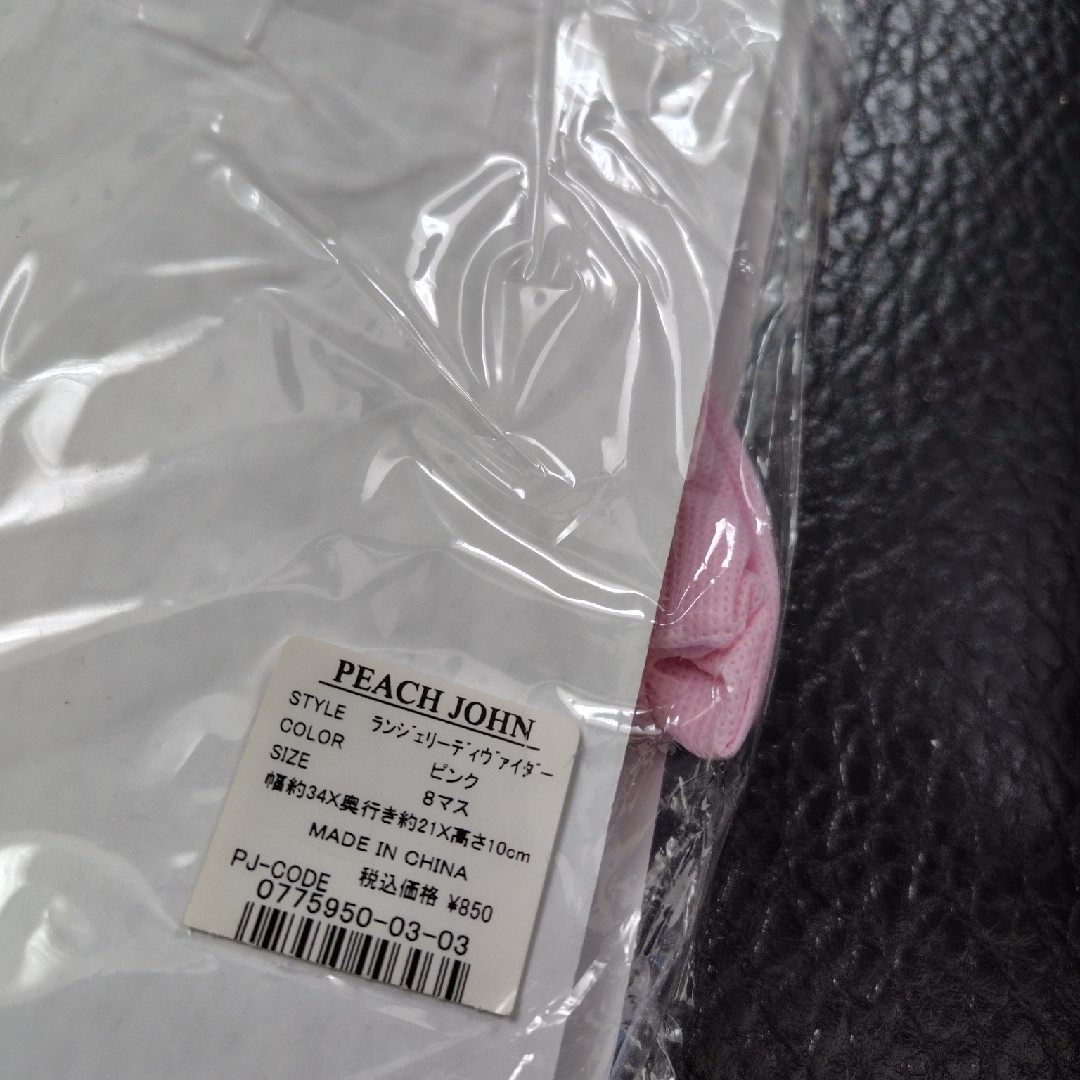 PEACH JOHN
STYLE ランジェリーディヴァイダー
COLOR ピンク
SIZE 8マス
幅約34X奥行き約21X高さ10cm
MADE IN CHINA
PJ-CODE 税込価格 ¥850
0775950-03-03